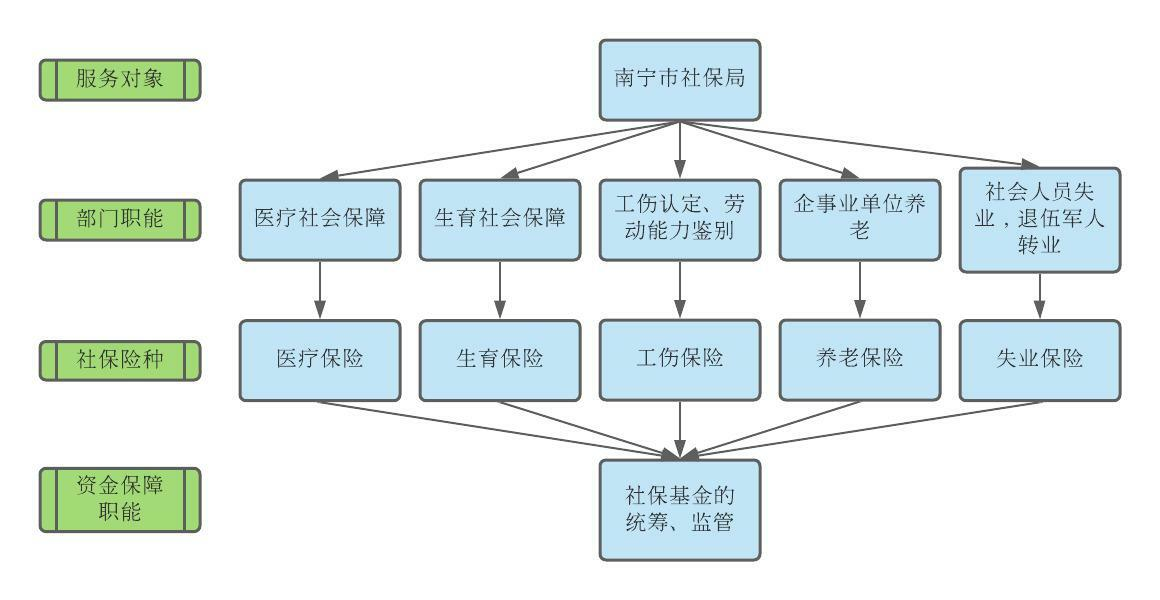 服务对象
南宁市社保局
部门职能
医疗社会保障
生育社会保障
工伤认定、劳
动能力鉴别
企事业单位养
老
社会人员失
业，退伍军人
转业
社保险种
医疗保险
生育保险
工伤保险
养老保险
失业保险
资金保障
职能
社保基金的
统筹、监管